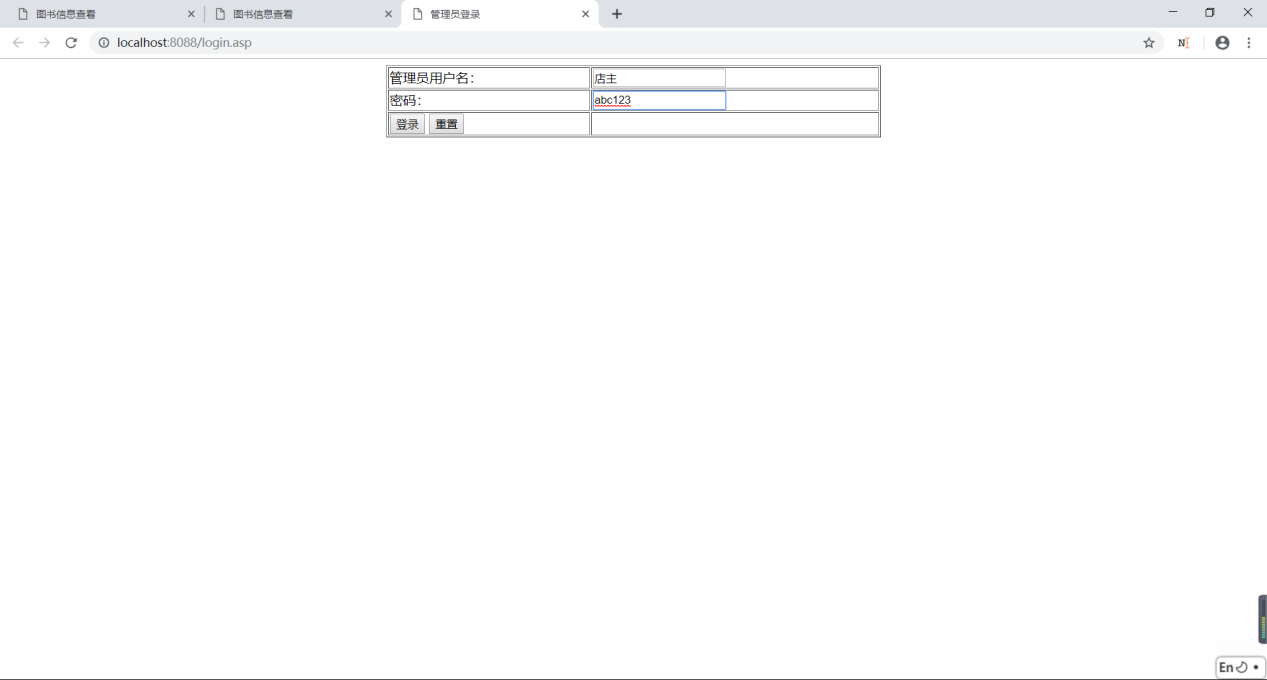 图书信息查看
图书信息查看
管理员登录
localhost:8088/login.asp
N
管理员用户名: 店主
密码: abc123
登录 重置
En